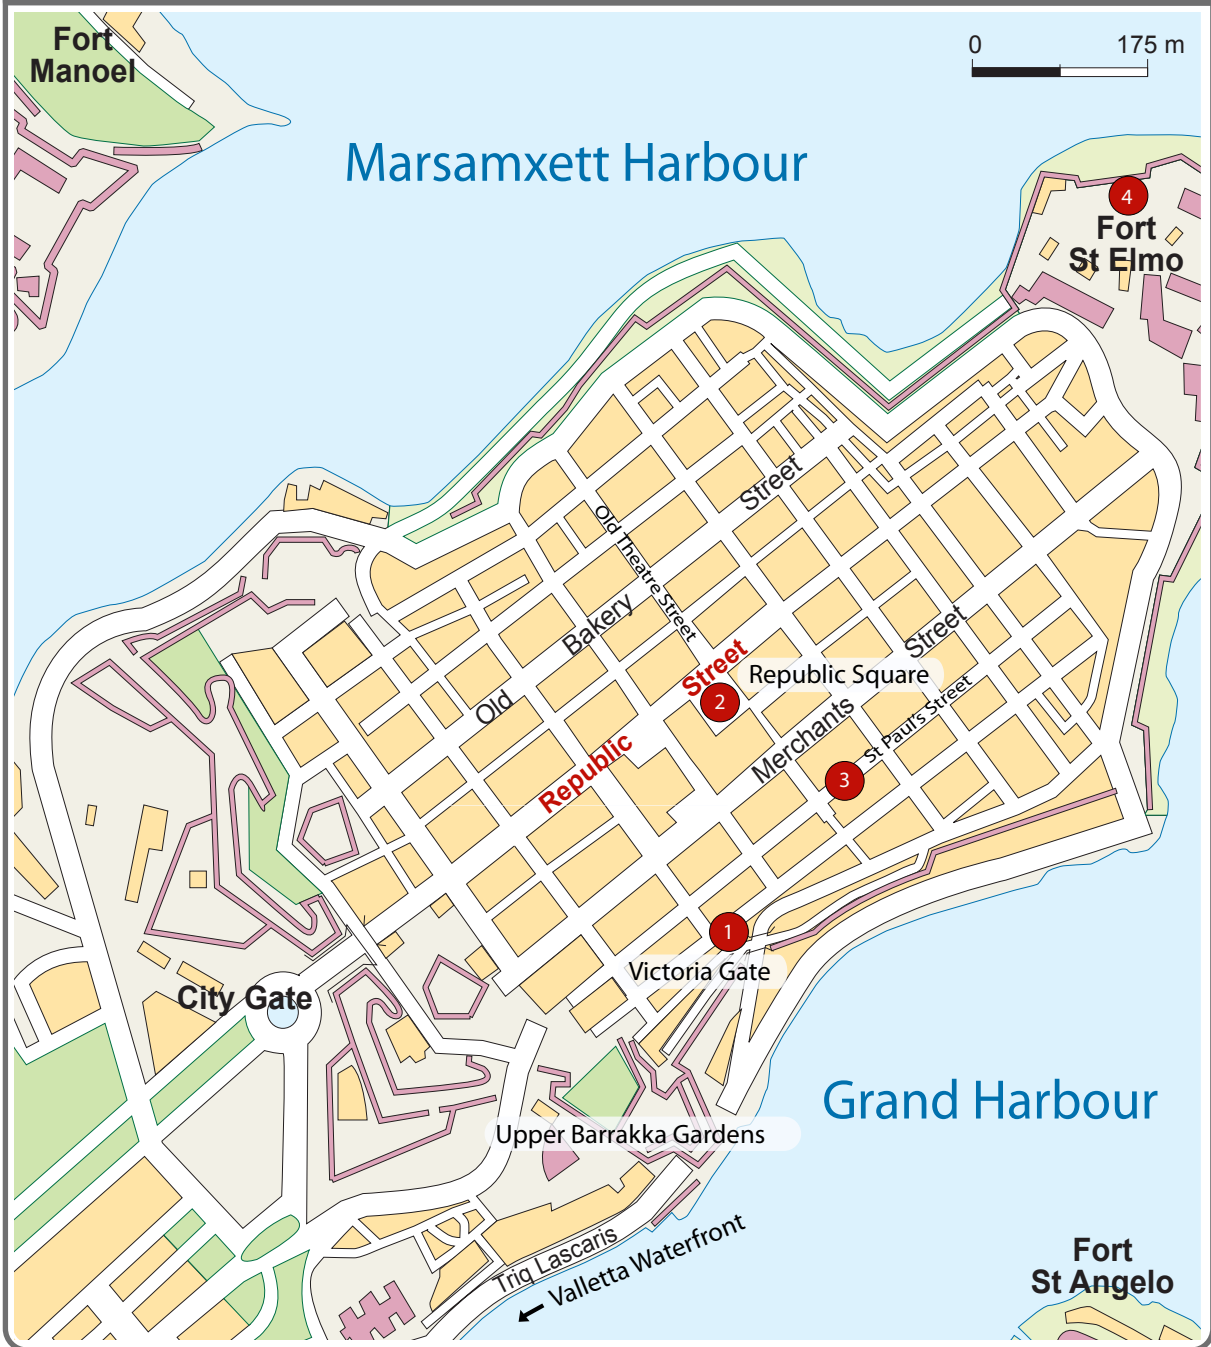 Fort
Manoel
0 175 m
Marsamxett Harbour
4
Fort
St Elmo
Street
Old Theatre Street
Bakery
Street
Street
Republic Square
2
Old
Merchants
St Paul's Street
Republic
3
1
Victoria Gate
City Gate
Grand Harbour
Upper Barrakka Gardens
Triq Lascaris
Valletta Waterfront
Fort
St Angelo